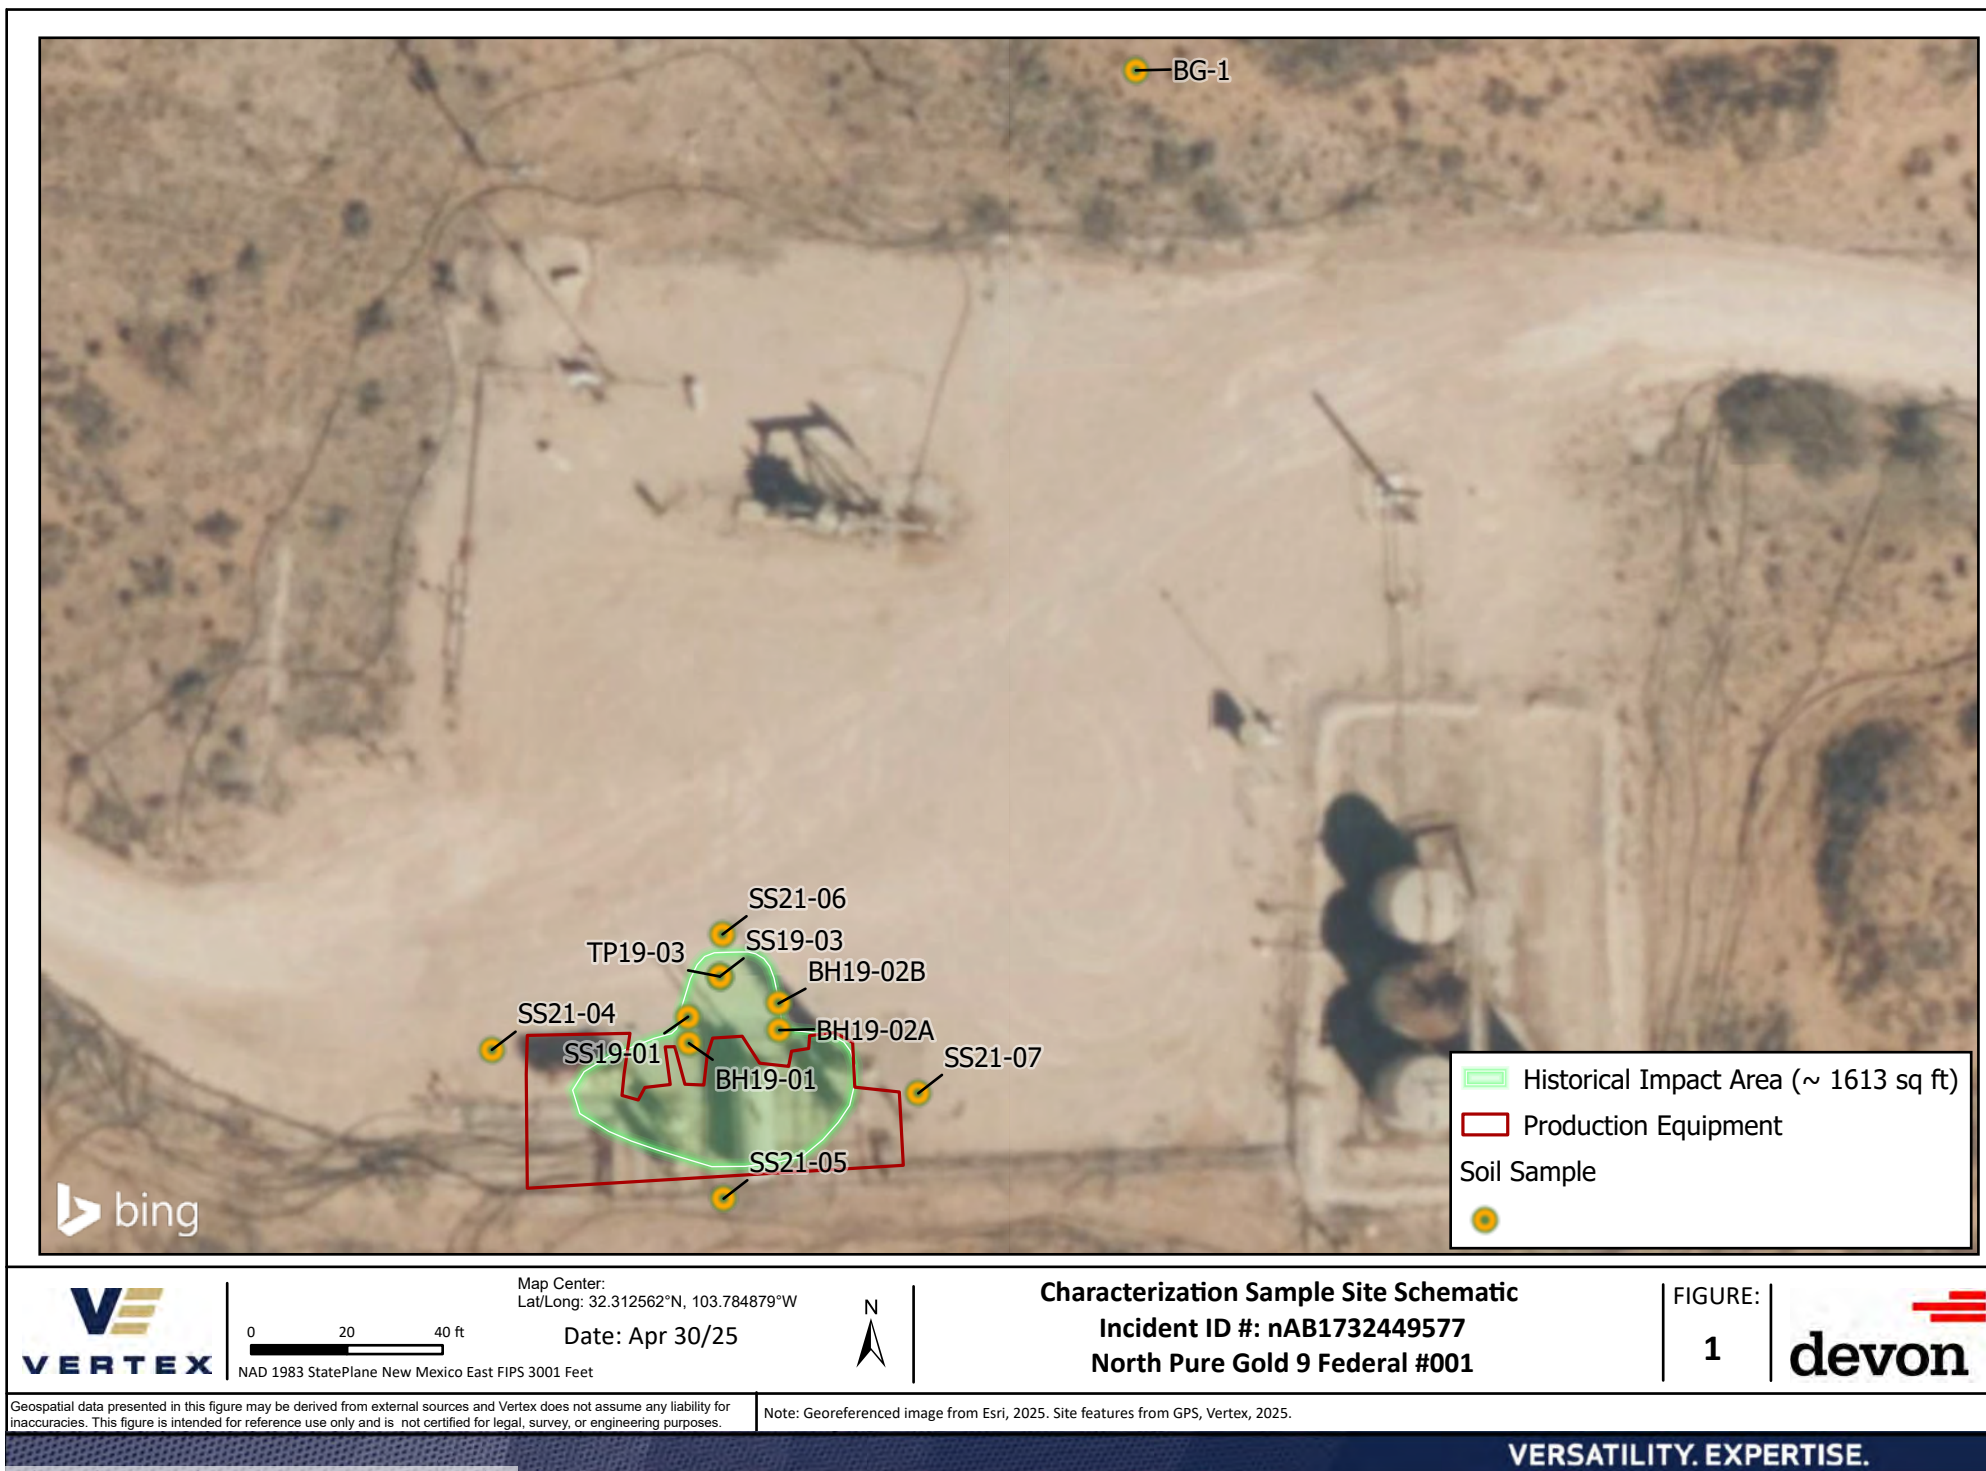 BG-1
SS21-06
SS19-03
TP19-03
BH19-02B
SS21-04
BH19-02A
SS19-01
SS21-07
BH19-01
SS21-05
Historical Impact Area (~ 1613 sq ft)
Production Equipment
Soil Sample
bing
VERTEX
0 20 40 ft
NAD 1983 StatePlane New Mexico East FIPS 3001 Feet
Map Center:
Lat/Long: 32.312562°N, 103.784879°W
Date: Apr 30/25
N
Characterization Sample Site Schematic
Incident ID #: nAB1732449577
North Pure Gold 9 Federal #001
FIGURE:
1
devon
Geospatial data presented in this figure may be derived from external sources and Vertex does not assume any liability for
inaccuracies. This figure is intended for reference use only and is not certified for legal, survey, or engineering purposes.
Note: Georeferenced image from Esri, 2025. Site features from GPS, Vertex, 2025.
VERSATILITY. EXPERTISE.